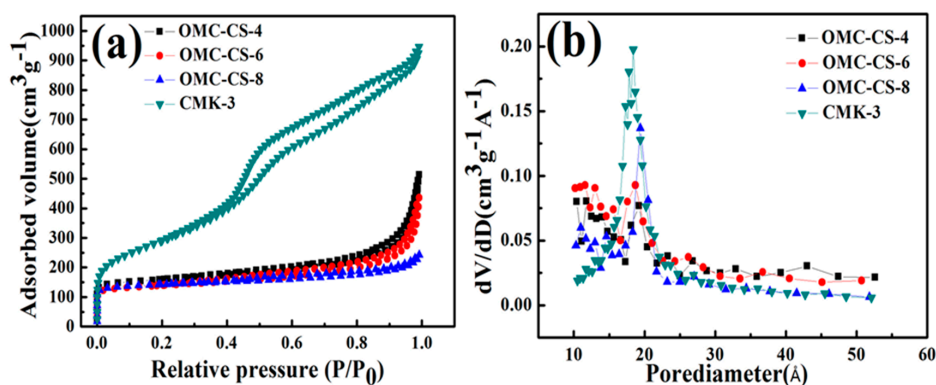 (a)
OMC-CS-4
OMC-CS-6
OMC-CS-8
CMK-3
Adsorbed volume(cm³g⁻¹)
1000
900
800
700
600
500
400
300
200
100
0
0.0 0.2 0.4 0.6 0.8 1.0
Relative pressure (P/P₀)
(b)
OMC-CS-4
OMC-CS-6
OMC-CS-8
CMK-3
dV/dD(cm³g⁻¹A⁻¹)
0.20
0.15
0.10
0.05
0.00
10 20 30 40 50 60
Porediameter(Å)